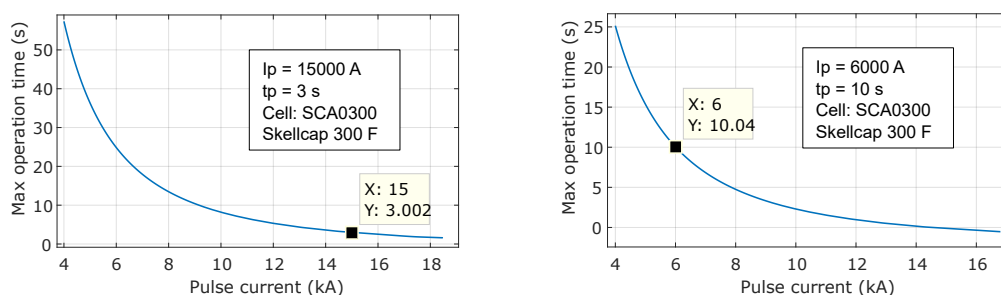 Max operation time (s)
50
40
30
20
10
0
Ip = 15000 A
tp = 3 s
Cell: SCA0300
Skellcap 300 F
X: 15
Y: 3.002
4 6 8 10 12 14 16 18
Pulse current (kA)
Max operation time (s)
25
20
15
10
5
0
Ip = 6000 A
tp = 10 s
Cell: SCA0300
Skellcap 300 F
X: 6
Y: 10.04
4 6 8 10 12 14 16
Pulse current (kA)